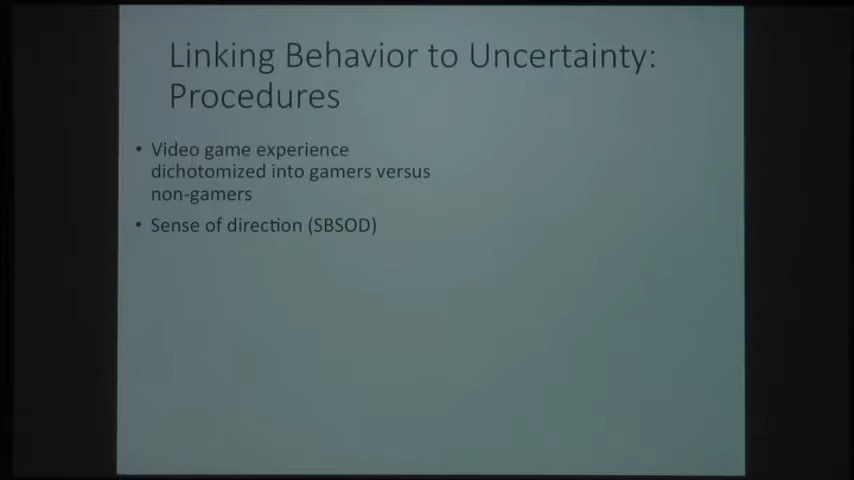 Linking Behavior to Uncertainty:
Procedures
• Video game experience
dichotomized into gamers versus
non-gamers
• Sense of direction (SBSOD)